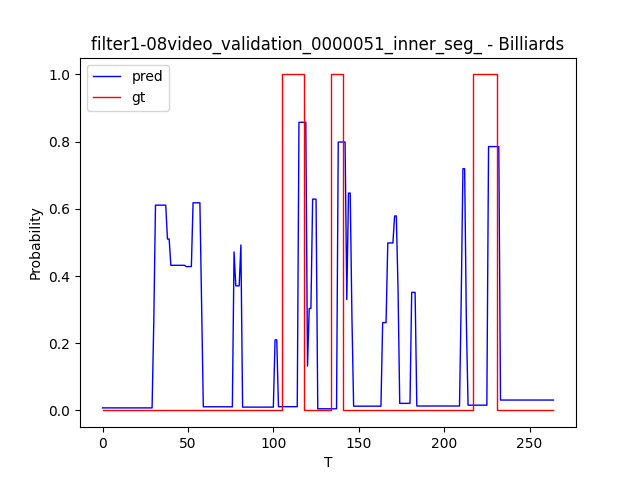 filter1-08video_validation_0000051_inner_seg_ - Billiards
pred
gt
1.0
0.8
0.6
0.4
0.2
0.0
Probability
0
50
100
150
200
250
T